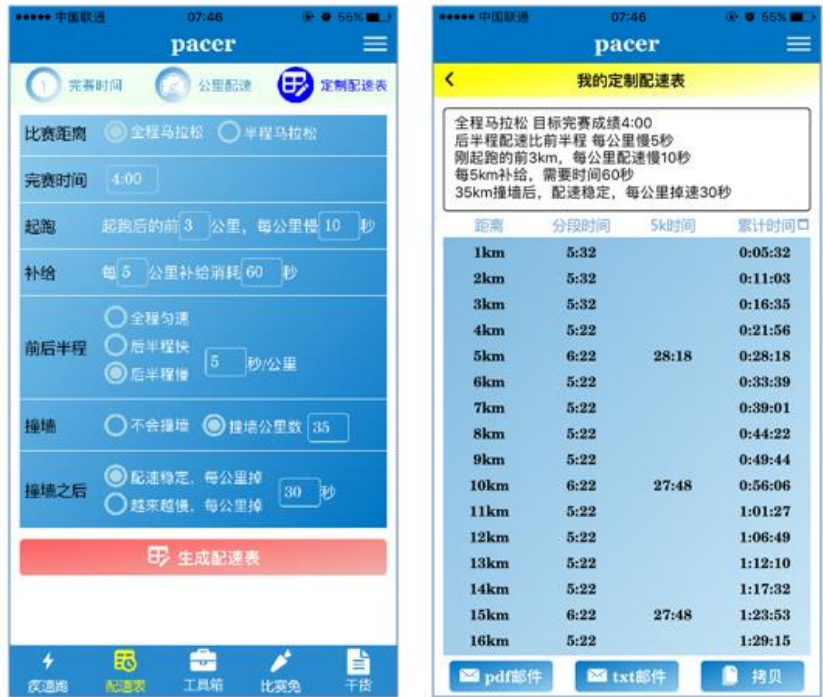 中国联通 07:46 55%
pacer
完赛时间 公里配速 定制配速表
比赛距离 全程马拉松 半程马拉松
完赛时间 4:00
起跑 起跑后的前 3 公里，每公里慢 10 秒
补给 每 5 公里补给消耗 60 秒
全程匀速
前后半程 后半程快 5 秒/公里
后半程慢
撞墙 不会撞墙 撞墙公里数 35
配速稳定，每公里掉
撞墙之后 30 秒
越来越慢，每公里掉
生成配速表
疾速跑 配速表 工具箱 比赛兔 干货
中国联通 07:46 55%
pacer
我的定制配速表
全程马拉松 目标完赛成绩4:00
后半程配速比前半程 每公里慢5秒
刚起跑的前3km，每公里配速慢10秒
每5km补给，需要时间60秒
35km撞墙后，配速稳定，每公里掉速30秒
距离 分段时间 5k时间 累计时间
1km 5:32 0:05:32
2km 5:32 0:11:03
3km 5:32 0:16:35
4km 5:22 0:21:56
5km 6:22 28:18 0:28:18
6km 5:22 0:33:39
7km 5:22 0:39:01
8km 5:22 0:44:22
9km 5:22 0:49:44
10km 6:22 27:48 0:56:06
11km 5:22 1:01:27
12km 5:22 1:06:49
13km 5:22 1:12:10
14km 5:22 1:17:32
15km 6:22 27:48 1:23:53
16km 5:22 1:29:15
pdf邮件 txt邮件 拷贝